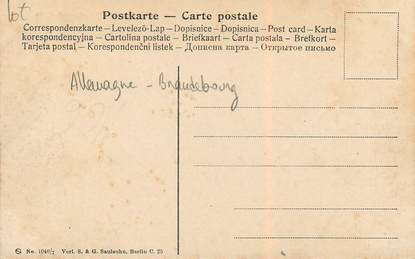 lot
Postkarte — Carte postale
Correspondenzkarte – Levelező-Lap – Dopisnice – Dopisnica – Post card – Karta
korespondencyjna – Cartolina postale – Briefkaart – Carta postala – Brefkort –
Tarjeta postal – Korespondenční lístek – Дописна карта – Открытое письмо
Allemagne - Brandebourg
No. 1040/2 Verl. S. & G. Saulsohn, Berlin C. 25